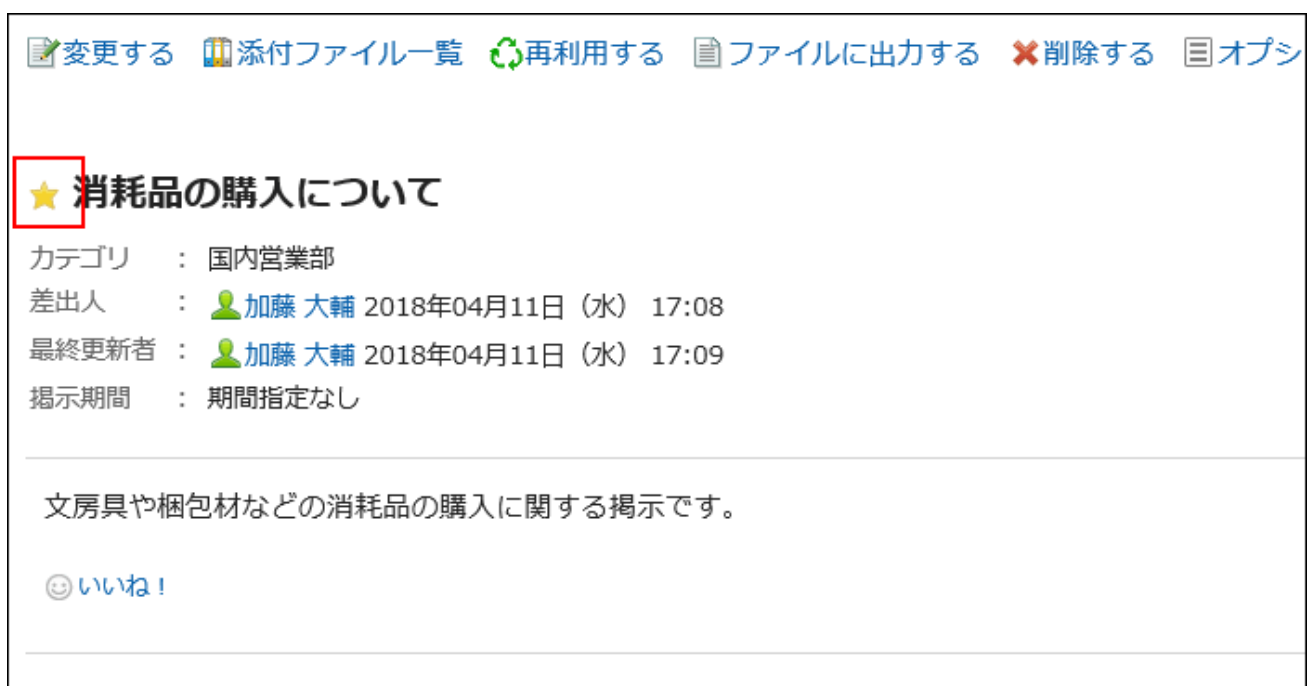 変更する 添付ファイル一覧 再利用する ファイルに出力する 削除する オプシ
消耗品の購入について
カテゴリ : 国内営業部
差出人 : 加藤 大輔 2018年04月11日（水） 17:08
最終更新者 : 加藤 大輔 2018年04月11日（水） 17:09
掲示期間 : 期間指定なし
文房具や梱包材などの消耗品の購入に関する掲示です。
いいね！